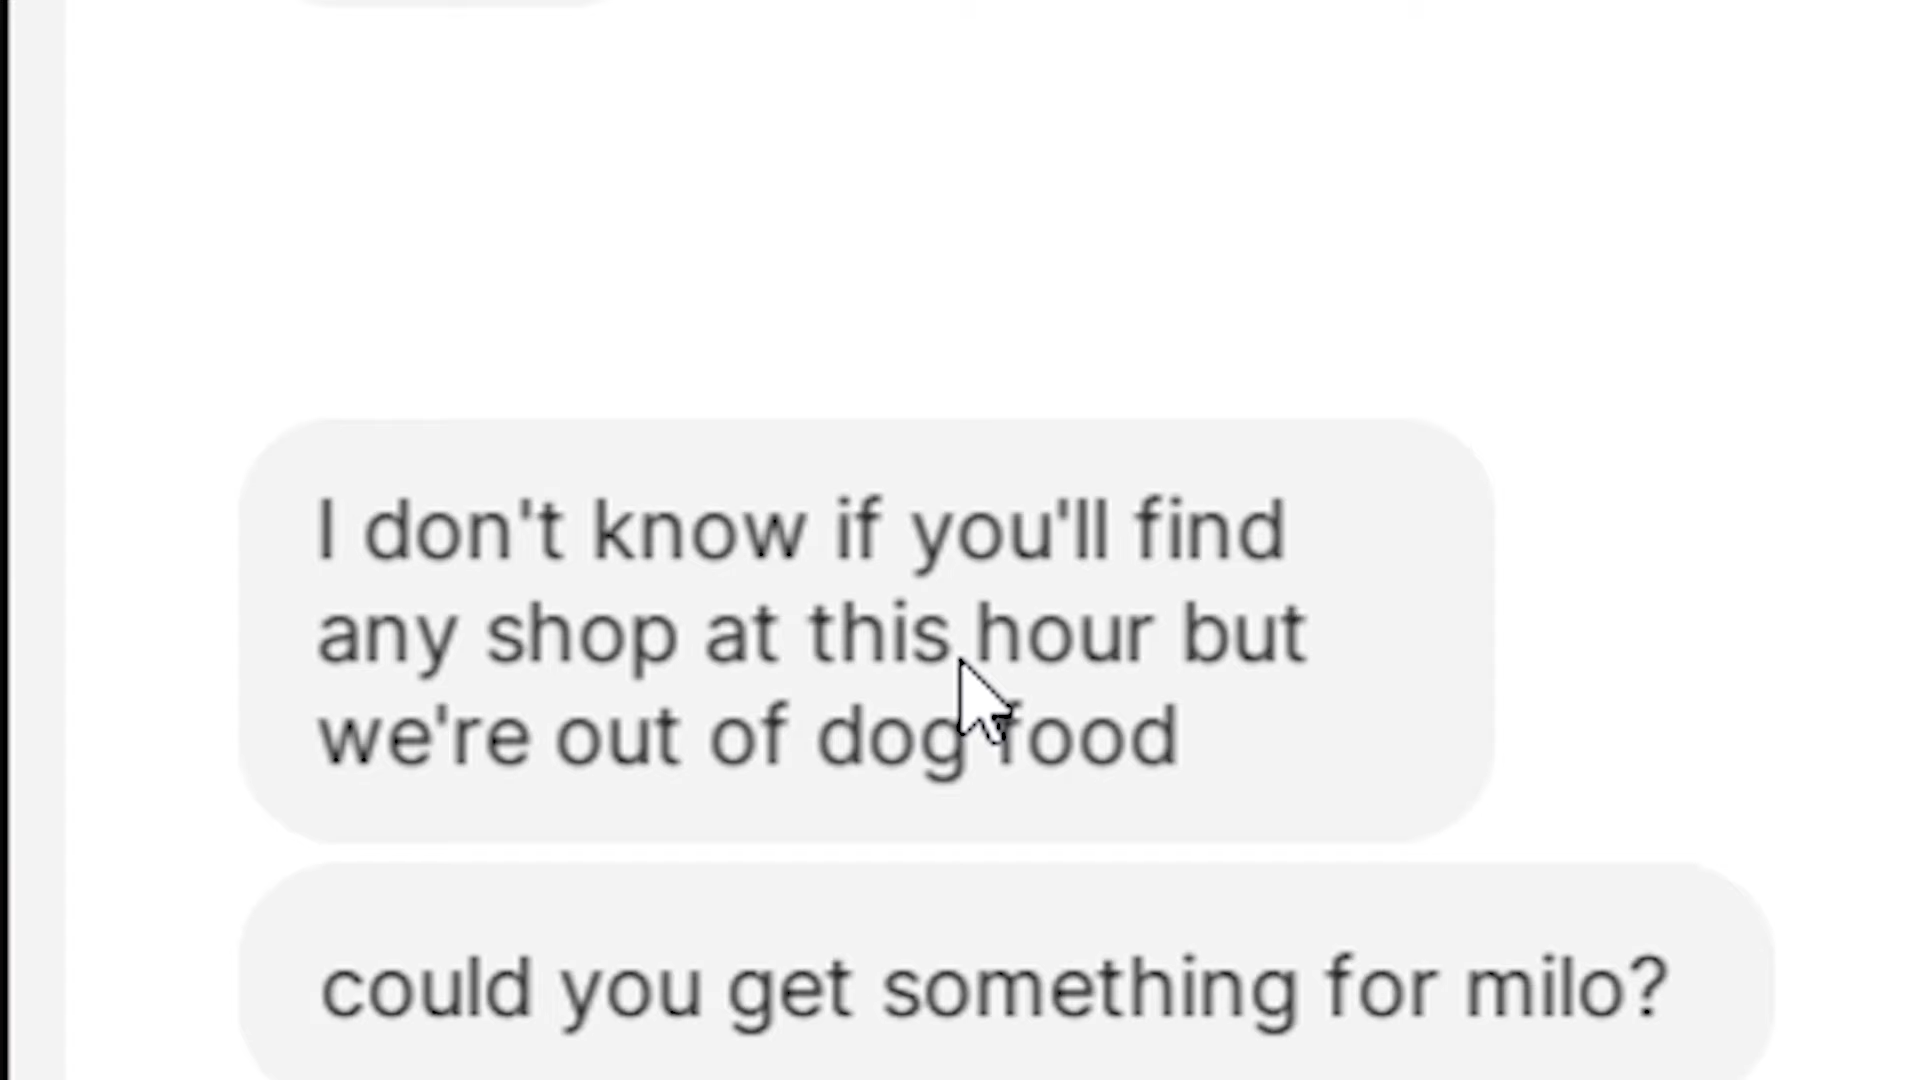 I don't know if you'll find
any shop at this hour but
we're out of dog food
could you get something for milo?